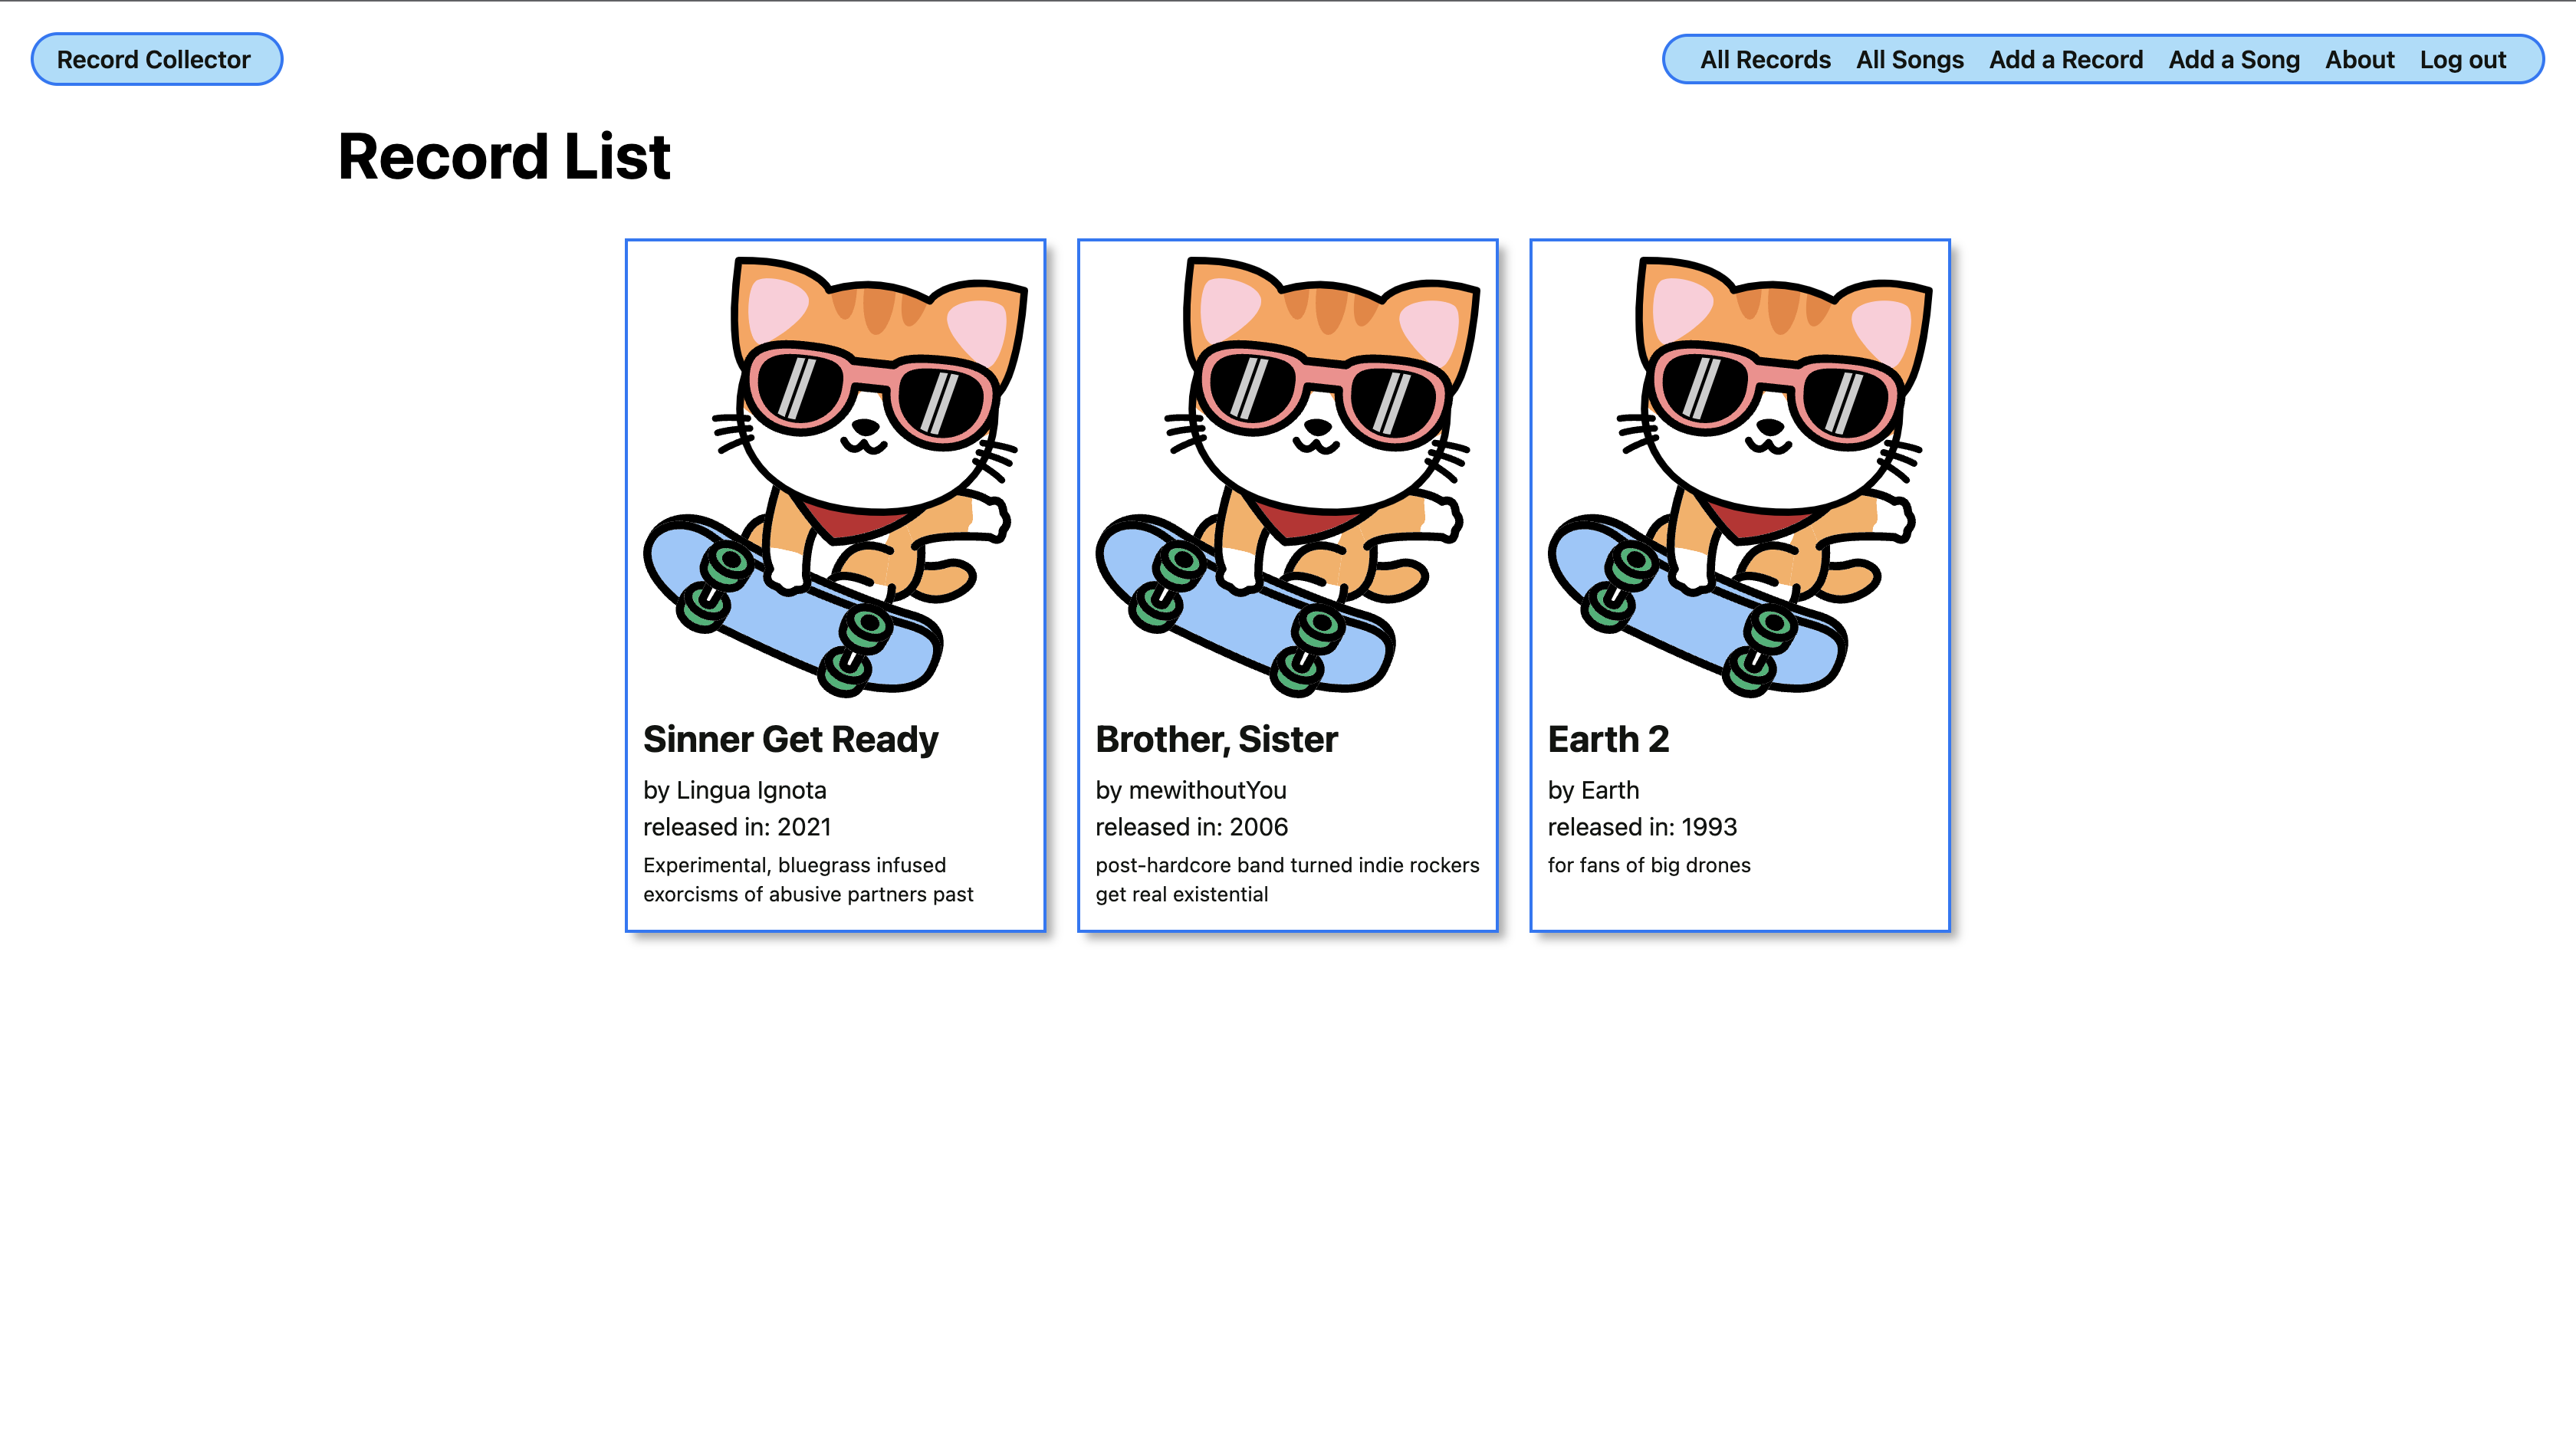 Record Collector
All Records All Songs Add a Record Add a Song About Log out
Record List
Sinner Get Ready
by Lingua Ignota
released in: 2021
Experimental, bluegrass infused
exorcisms of abusive partners past
Brother, Sister
by mewithoutYou
released in: 2006
post-hardcore band turned indie rockers
get real existential
Earth 2
by Earth
released in: 1993
for fans of big drones